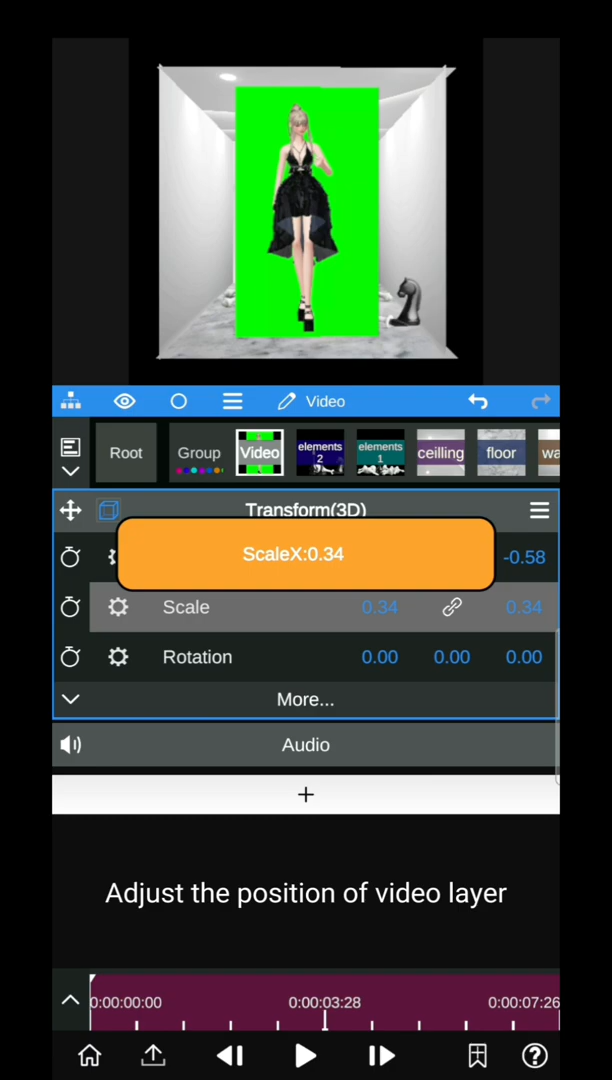 Video
Root
Group
Video
elements
2
elements
1
ceilling
floor
wa
Transform(3D)
ScaleX:0.34
-0.58
Scale 0.34 0.34
Rotation 0.00 0.00 0.00
More...
Audio
+
Adjust the position of video layer
0:00:00:00 0:00:03:28 0:00:07:26